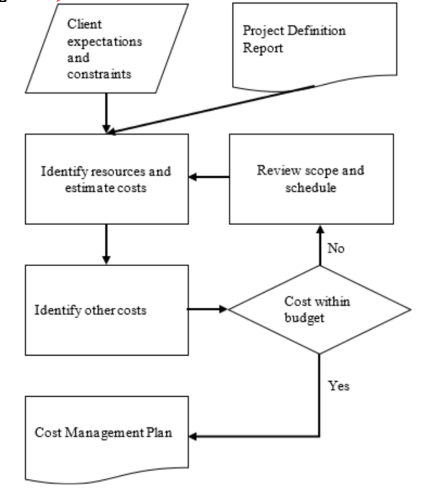 Client
expectations
and
constraints
Project Definition
Report
Identify resources and
estimate costs
Review scope and
schedule
No
Identify other costs
Cost within
budget
Yes
Cost Management Plan